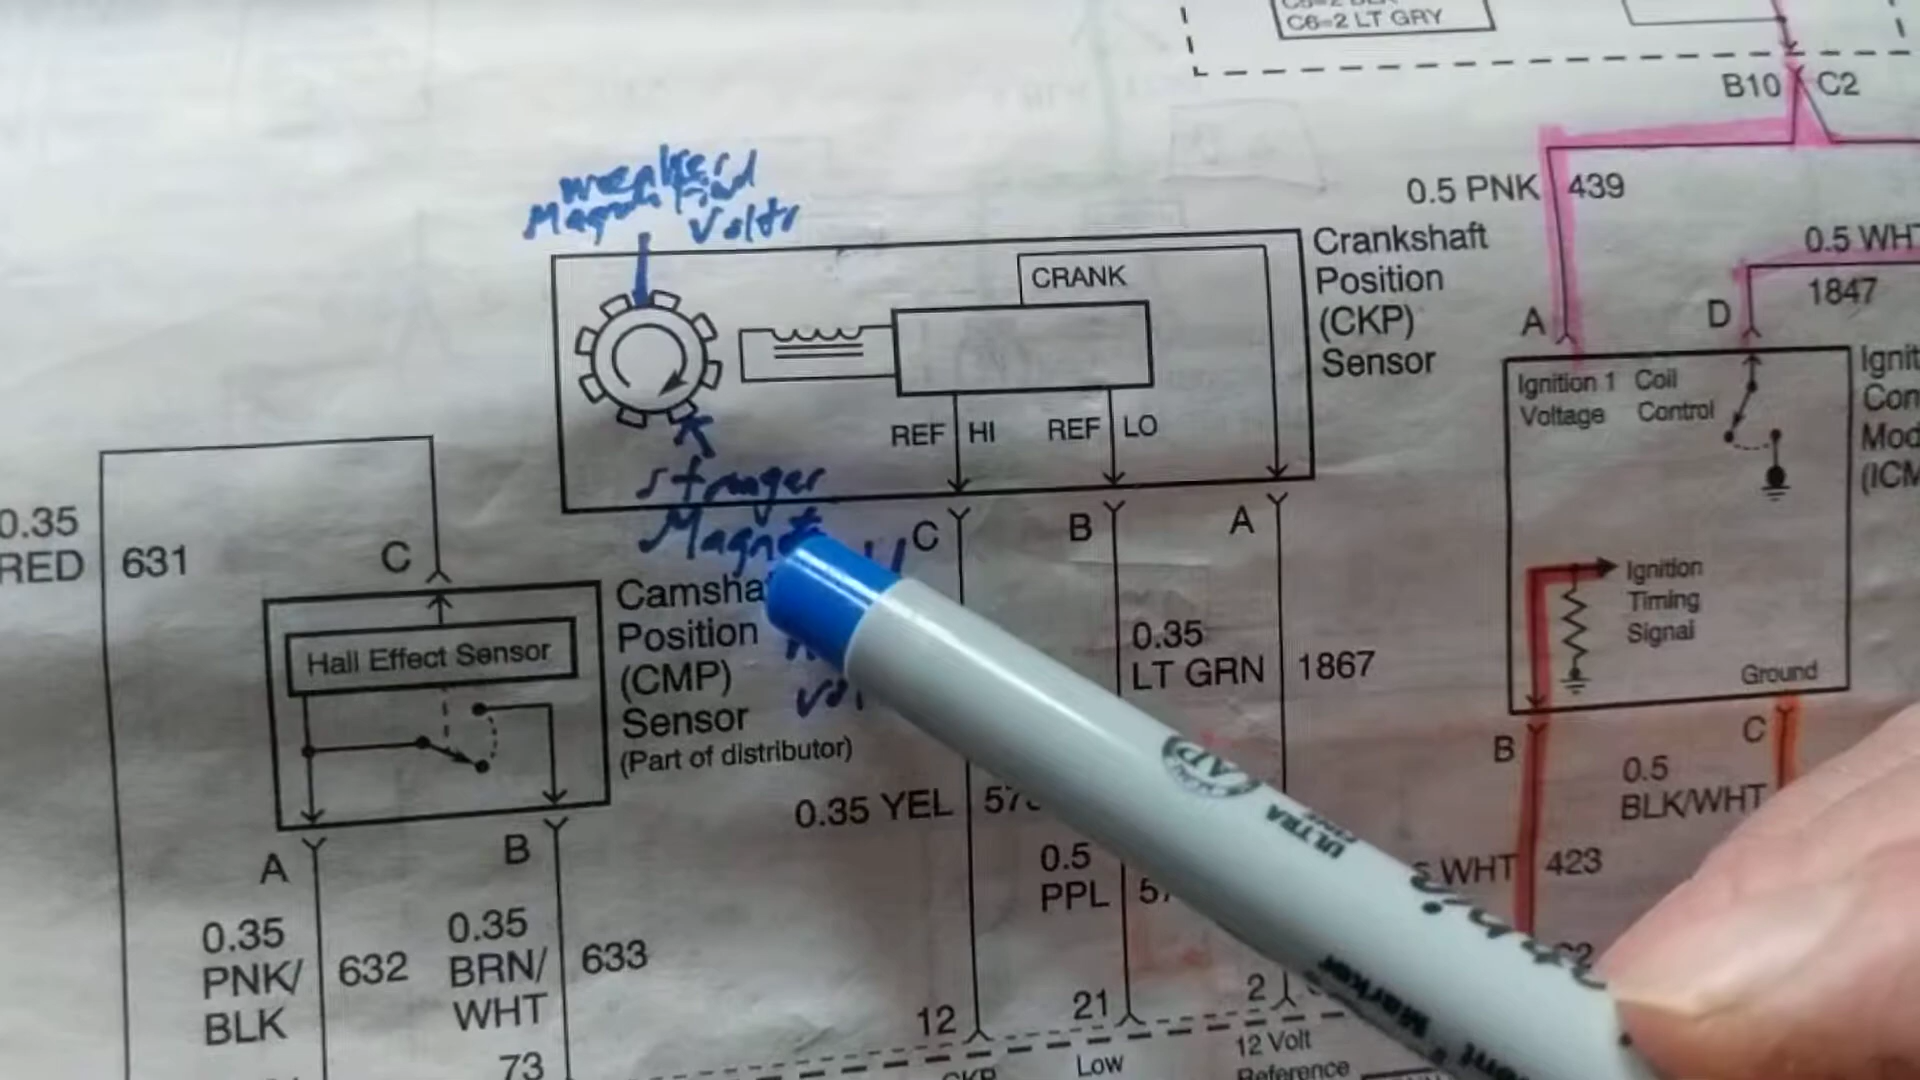 C6=2 LT GRY
B10
C2
weaker
Magn Field
Volts
0.5 PNK
439
0.5 WHT
1847
Crankshaft
Position
(CKP)
Sensor
CRANK
REF
HI
REF
LO
A
D
Ignition 1
Voltage
Coil
Control
Stronger
Magn
C
B
A
0.35
RED
631
C
Hall Effect Sensor
Position
(CMP)
Sensor
(Part of distributor)
0.35
LT GRN
1867
Ignition
Timing
Signal
Ground
B
C
0.5
BLK/WHT
0.35 YEL
0.5
PPL
WHT
423
A
B
0.35
PNK/
BLK
632
0.35
BRN/
WHT
633
73
12
21
2
Low
12 Volt
Reference
ULTRA